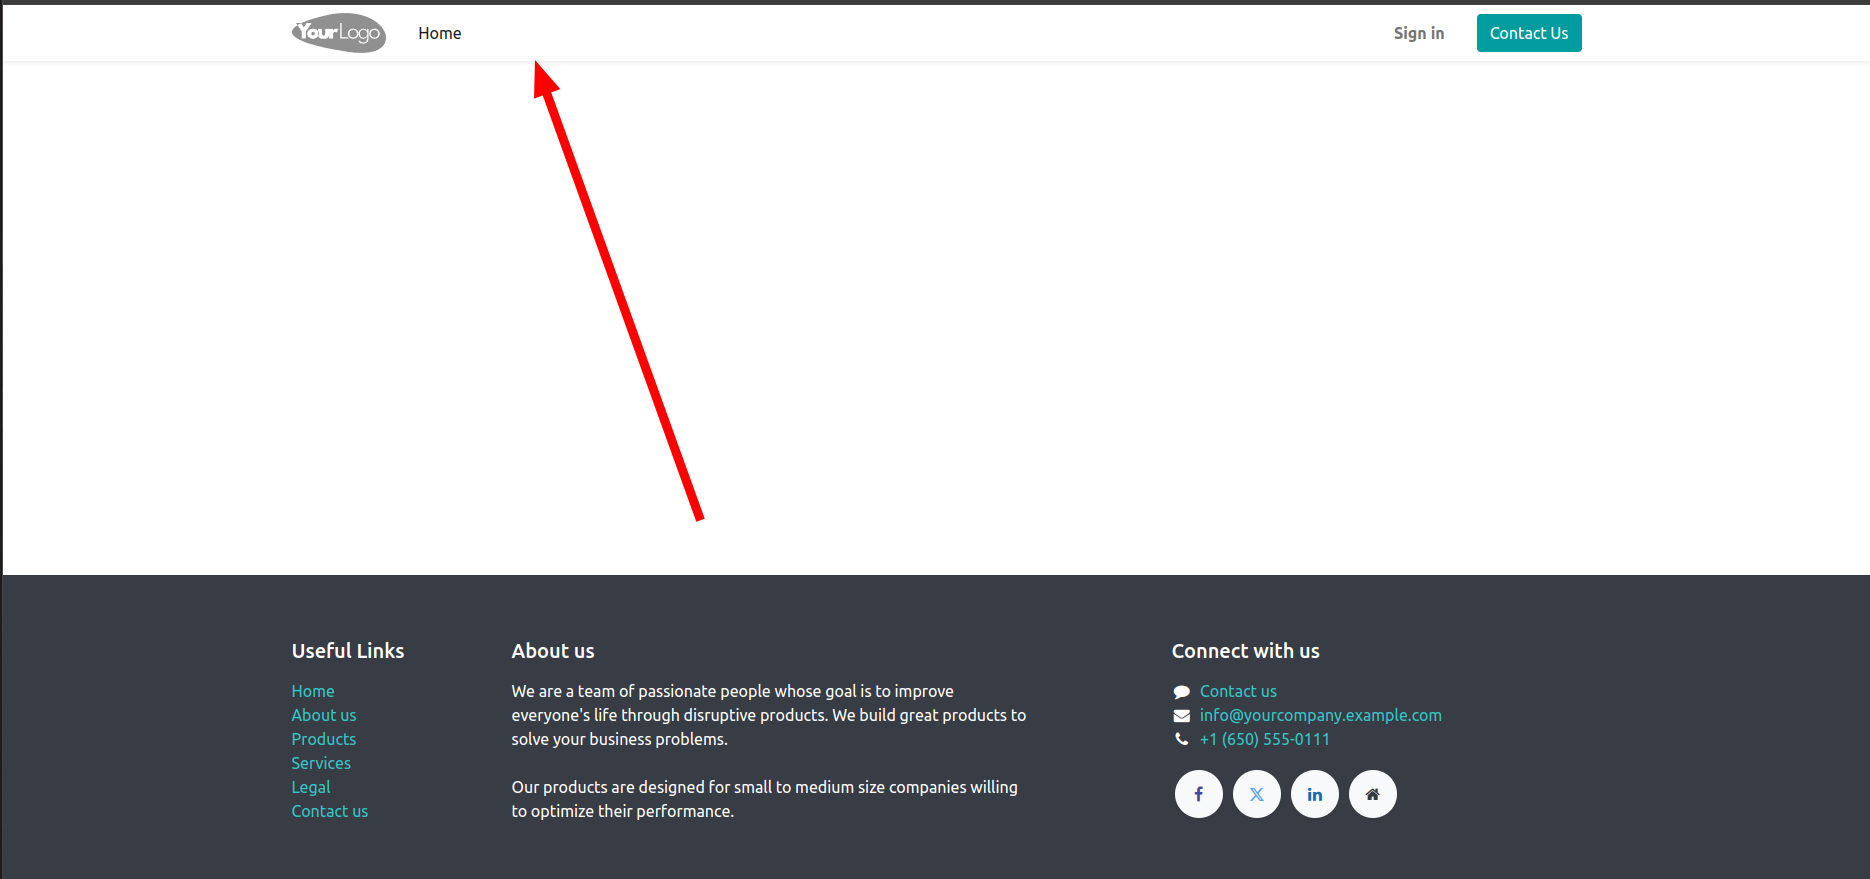 YourLogo
Home
Sign in
Contact Us
Useful Links
Home
About us
Products
Services
Legal
Contact us
About us
We are a team of passionate people whose goal is to improve
everyone's life through disruptive products. We build great products to
solve your business problems.
Our products are designed for small to medium size companies willing
to optimize their performance.
Connect with us
Contact us
info@yourcompany.example.com
+1 (650) 555-0111